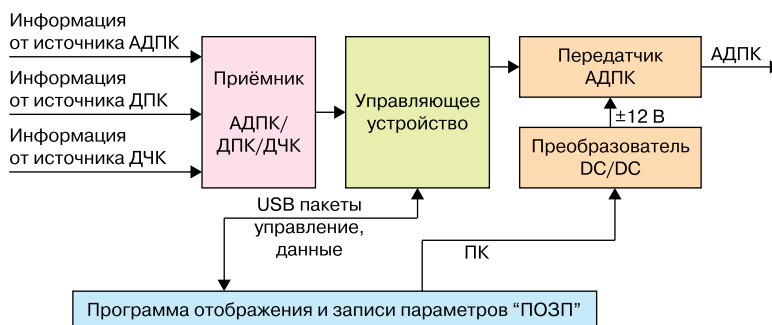 Информация
от источника АДПК
Информация
от источника ДПК
Информация
от источника ДЧК
Приёмник
АДПК/
ДПК/ДЧК
Управляющее
устройство
Передатчик
АДПК
АДПК
±12 В
Преобразователь
DC/DC
USB пакеты
управление,
данные
ПК
Программа отображения и записи параметров “ПОЗП”